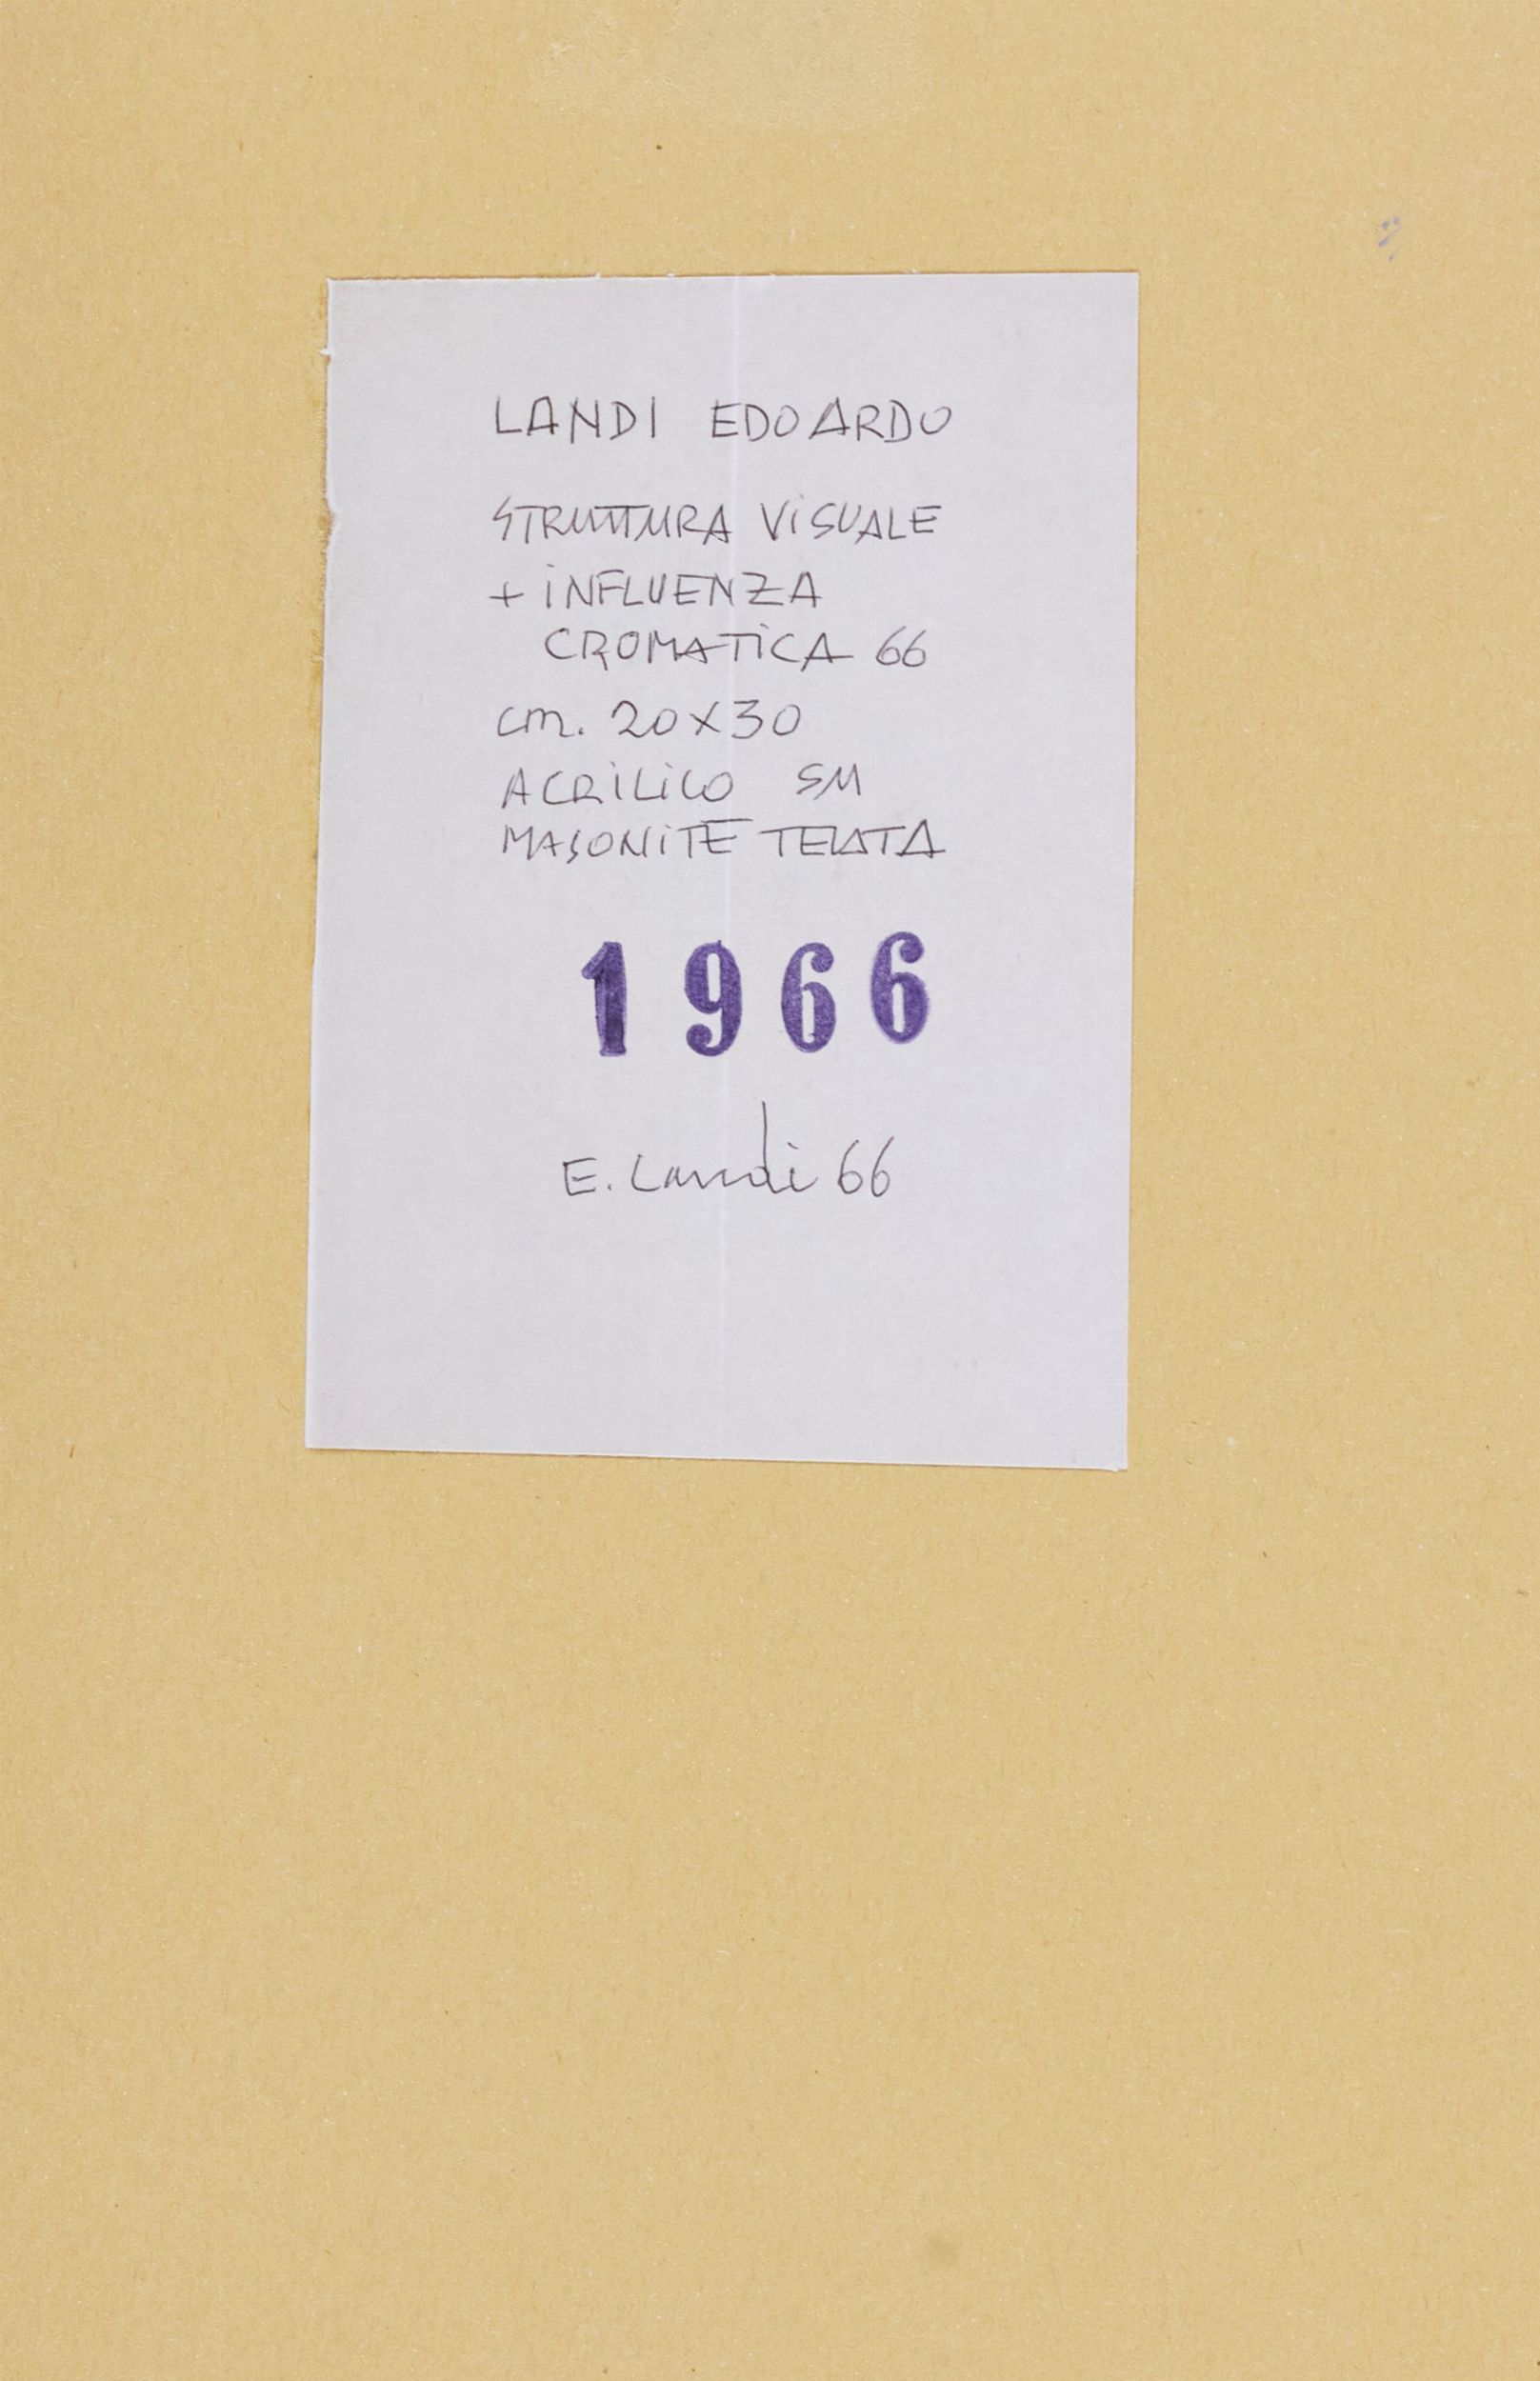 LANDI EDOARDO
STRUTTURA VISUALE
+ INFLUENZA
CROMATICA 66
cm. 20x30
ACRILICO SU
MASONITE TELATA
1966
E. Landi 66